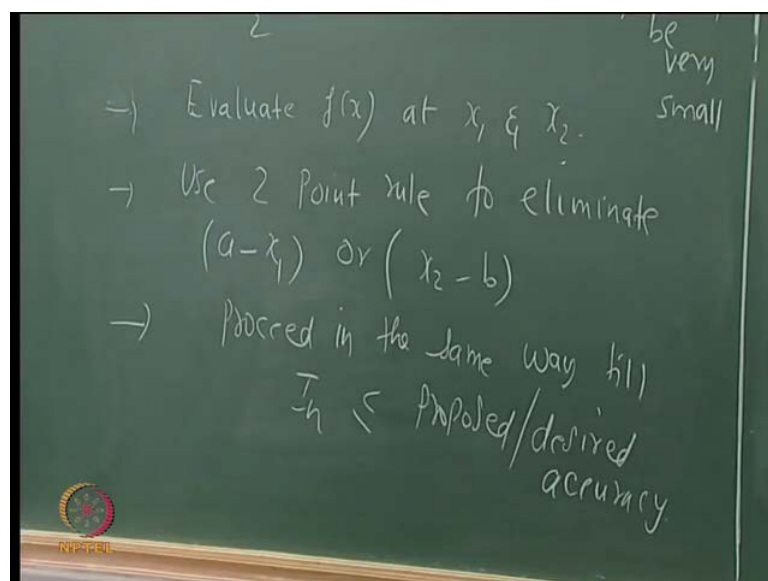 2
be
very
small
→ Evaluate f(x) at x₁ & x₂.
→ Use 2 Point rule to eliminate
(a - x₁) or (x₂ - b)
→ Proceed in the same way till
Iₙ ≤ Proposed/desired
accuracy.
NPTEL